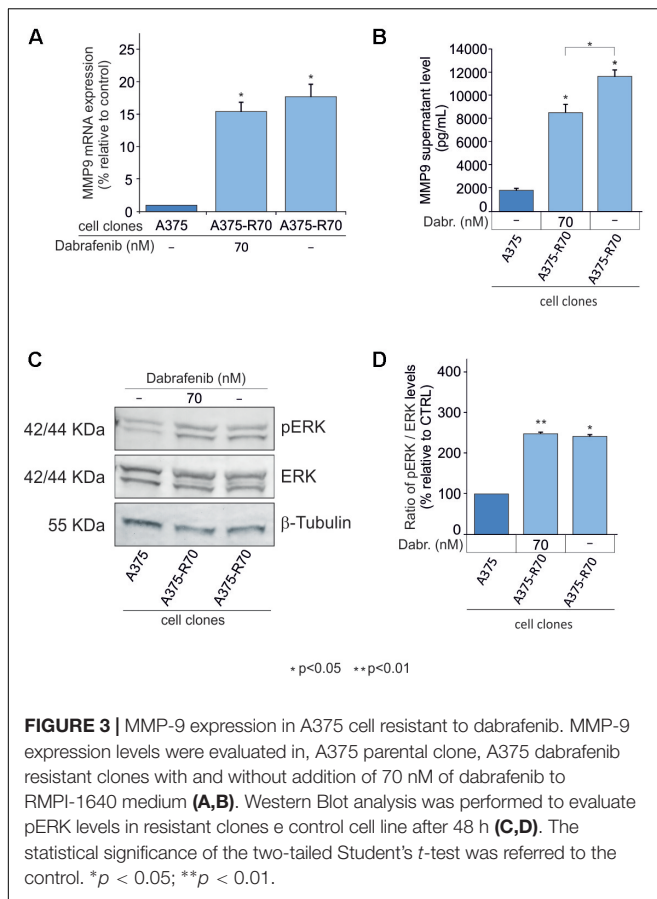 A
MMP9 mRNA expression
(% relative to control)
25
20
15
10
5
0
*
*
cell clones A375 A375-R70 A375-R70
Dabrafenib (nM) – 70 –
B
MMP9 supernatant level
(pg/mL)
14000
12000
10000
8000
6000
4000
2000
0
*
*
*
Dabr. (nM) – 70 –
A375 A375-R70 A375-R70
cell clones
C
Dabrafenib (nM)
– 70 –
42/44 KDa pERK
42/44 KDa ERK
55 KDa β-Tubulin
A375 A375-R70 A375-R70
cell clones
D
Ratio of pERK / ERK levels
(% relative to CTRL)
400
300
200
100
0
**
*
Dabr. (nM) 70 –
A375 A375-R70 A375-R70
cell clones
* p<0.05 **p<0.01
FIGURE 3 | MMP-9 expression in A375 cell resistant to dabrafenib. MMP-9
expression levels were evaluated in, A375 parental clone, A375 dabrafenib
resistant clones with and without addition of 70 nM of dabrafenib to
RMPI-1640 medium (A,B). Western Blot analysis was performed to evaluate
pERK levels in resistant clones e control cell line after 48 h (C,D). The
statistical significance of the two-tailed Student's t-test was referred to the
control. *p < 0.05; **p < 0.01.